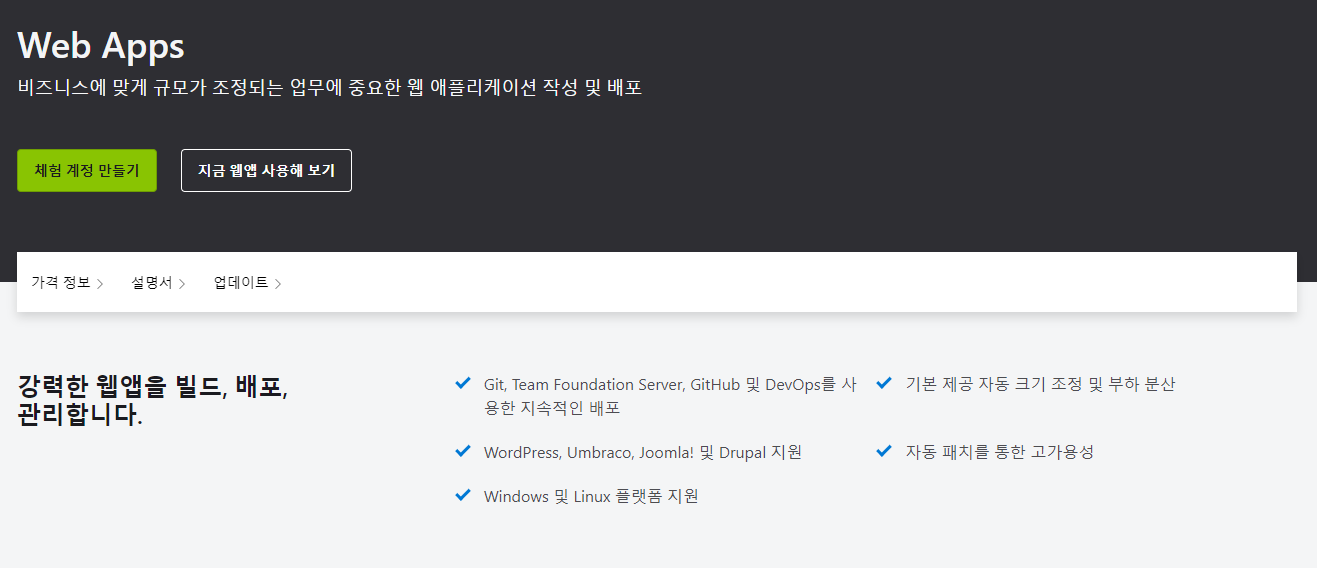 Web Apps
비즈니스에 맞게 규모가 조정되는 업무에 중요한 웹 애플리케이션 작성 및 배포
체험 계정 만들기
지금 웹앱 사용해 보기
가격 정보
설명서
업데이트
강력한 웹앱을 빌드, 배포,
관리합니다.
Git, Team Foundation Server, GitHub 및 DevOps를 사
용한 지속적인 배포
기본 제공 자동 크기 조정 및 부하 분산
WordPress, Umbraco, Joomla! 및 Drupal 지원
자동 패치를 통한 고가용성
Windows 및 Linux 플랫폼 지원